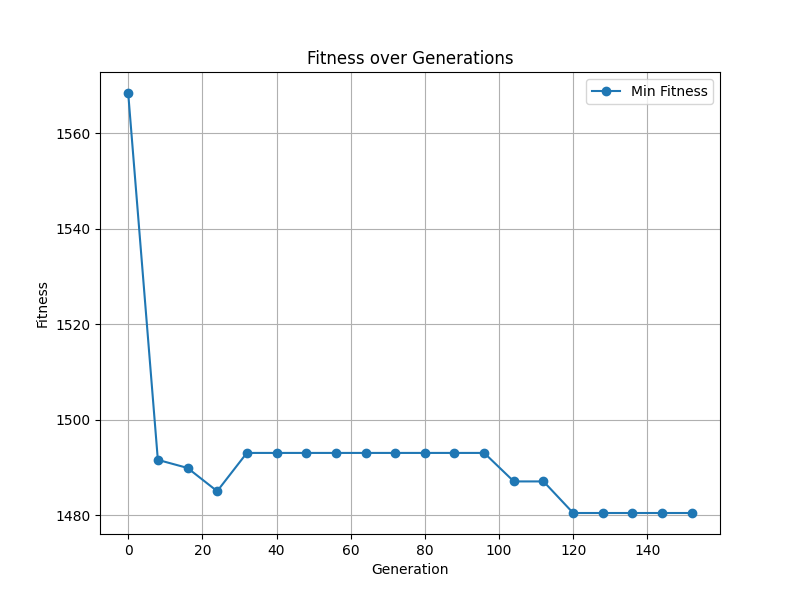 Fitness over Generations
Min Fitness
1560
1540
1520
1500
1480
Fitness
0 20 40 60 80 100 120 140
Generation